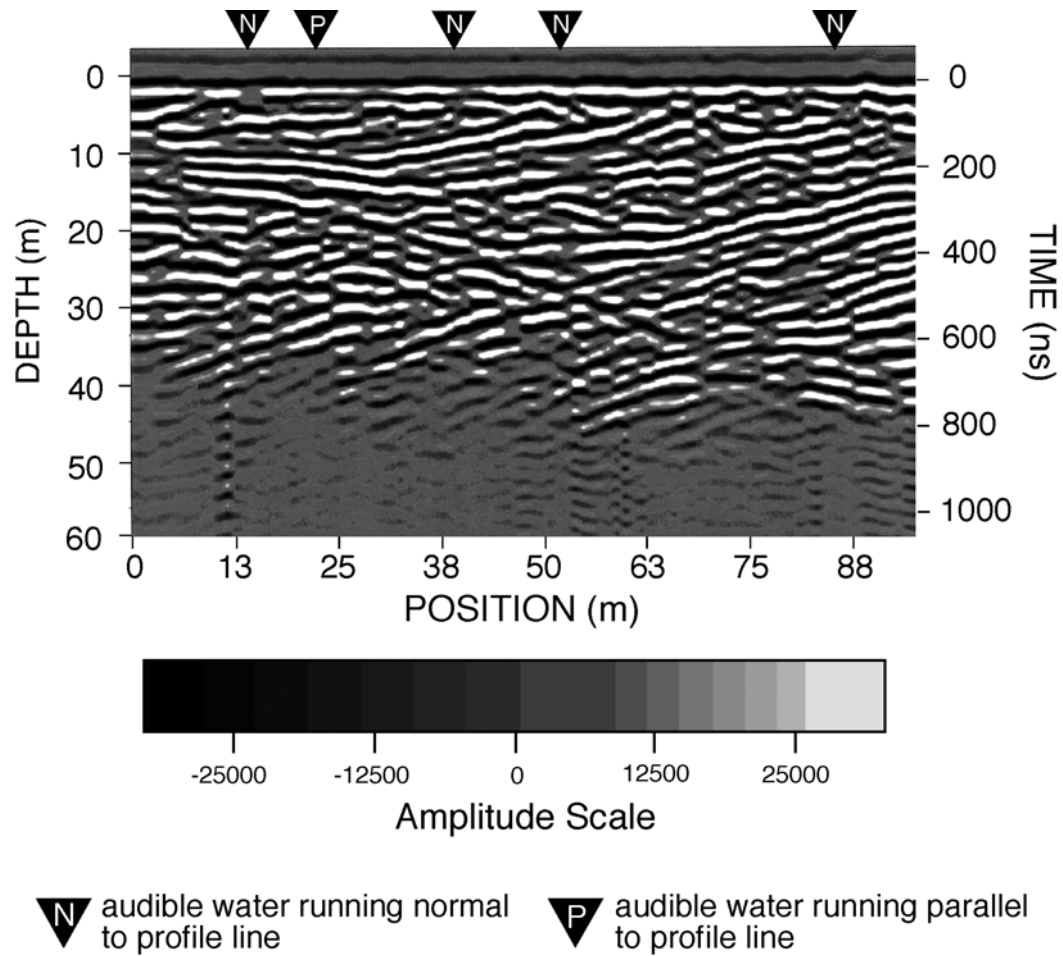 N P N N N
0 0
10 200
20 400
30 600
40 800
50 1000
60
DEPTH (m)
TIME (ns)
0 13 25 38 50 63 75 88
POSITION (m)
-25000 -12500 0 12500 25000
Amplitude Scale
N audible water running normal
to profile line
P audible water running parallel
to profile line